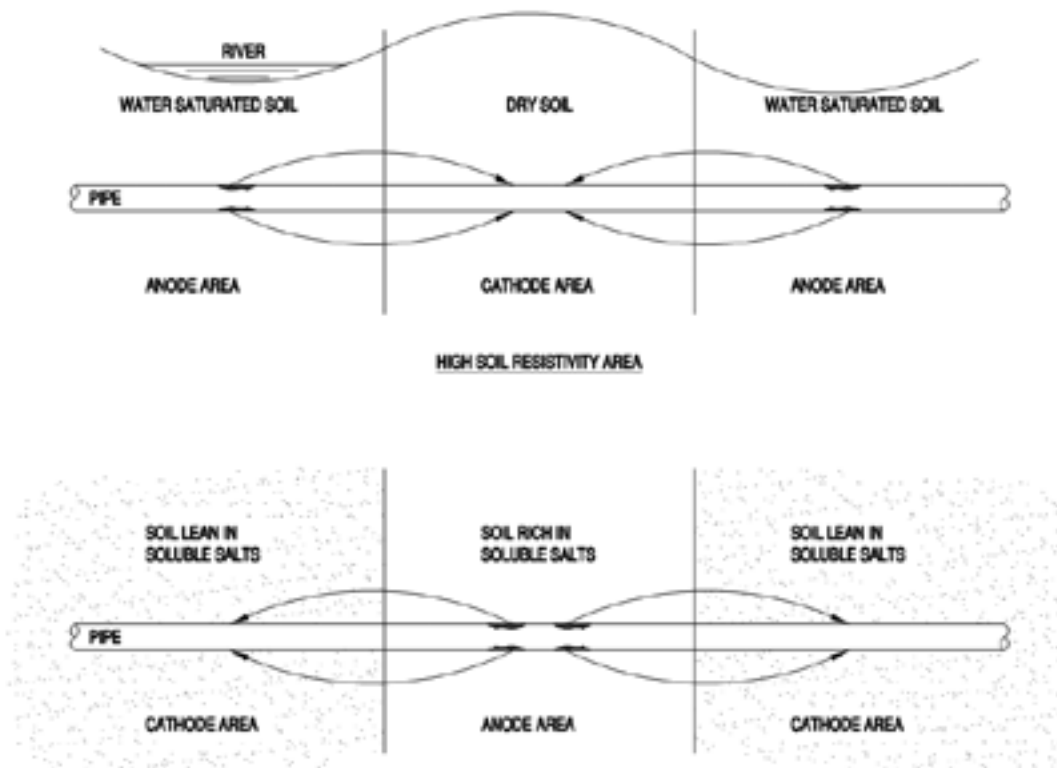 RIVER
WATER SATURATED SOIL
DRY SOIL
WATER SATURATED SOIL
PIPE
ANODE AREA
CATHODE AREA
ANODE AREA
HIGH SOIL RESISTIVITY AREA
SOIL LEAN IN
SOLUBLE SALTS
SOIL RICH IN
SOLUBLE SALTS
SOIL LEAN IN
SOLUBLE SALTS
PIPE
CATHODE AREA
ANODE AREA
CATHODE AREA